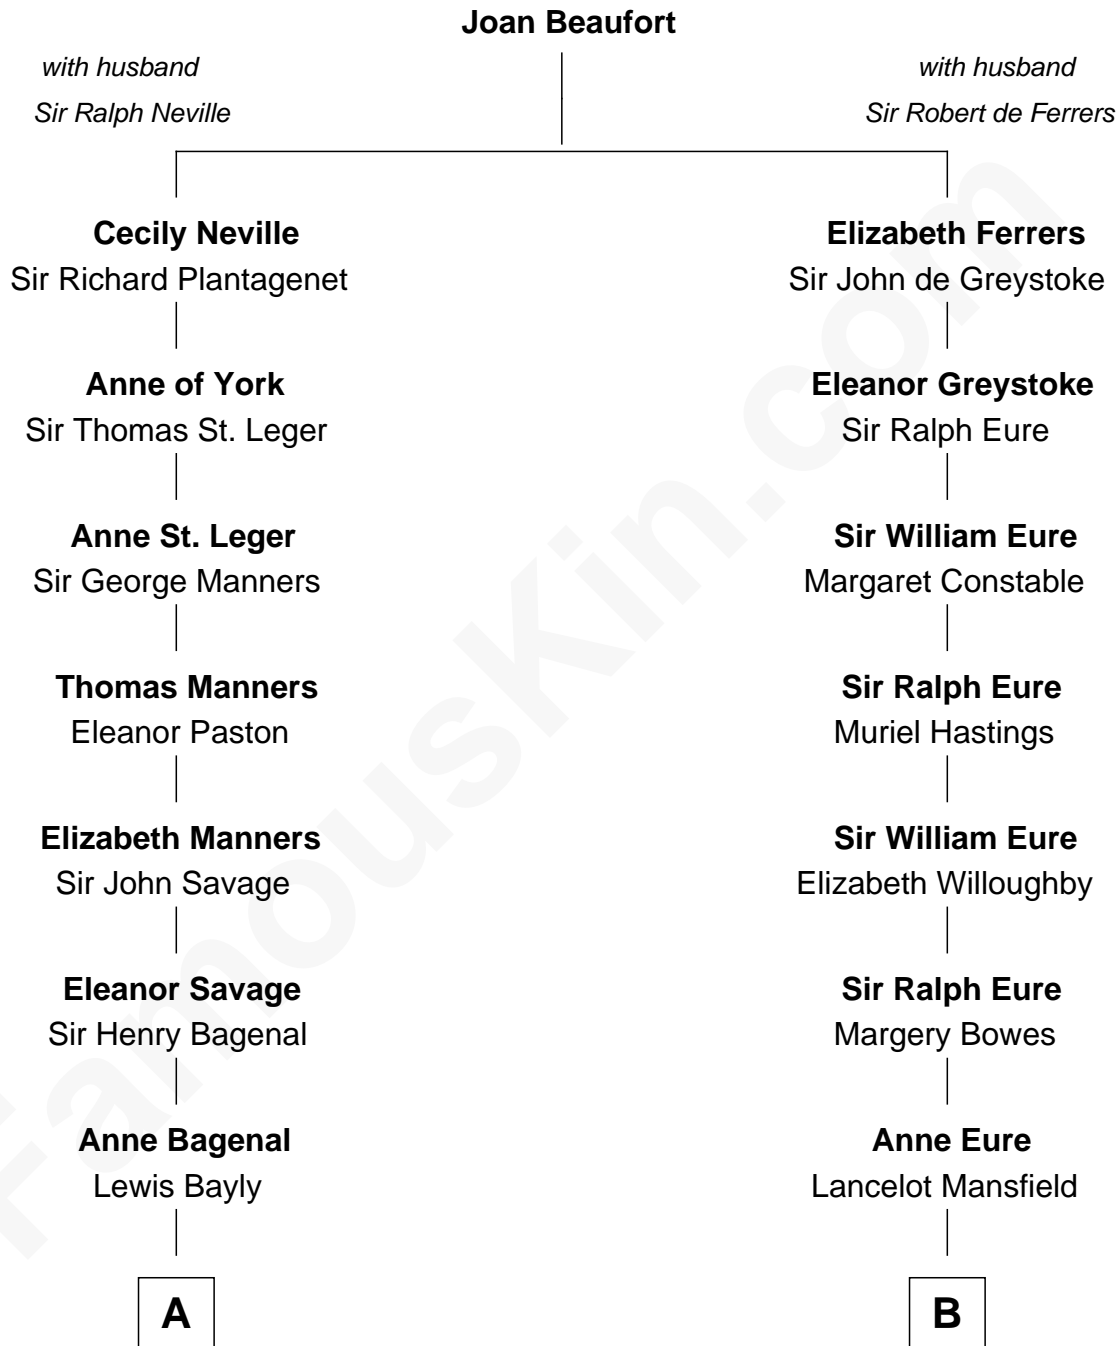 Joan Beaufort
with husband
Sir Ralph Neville
with husband
Sir Robert de Ferrers
Cecily Neville
Sir Richard Plantagenet
Elizabeth Ferrers
Sir John de Greystoke
Anne of York
Sir Thomas St. Leger
Eleanor Greystoke
Sir Ralph Eure
Anne St. Leger
Sir George Manners
Sir William Eure
Margaret Constable
Thomas Manners
Eleanor Paston
Sir Ralph Eure
Muriel Hastings
Elizabeth Manners
Sir John Savage
Sir William Eure
Elizabeth Willoughby
Eleanor Savage
Sir Henry Bagenal
Sir Ralph Eure
Margery Bowes
Anne Bagenal
Lewis Bayly
Anne Eure
Lancelot Mansfield
A
B
FamousKin.com